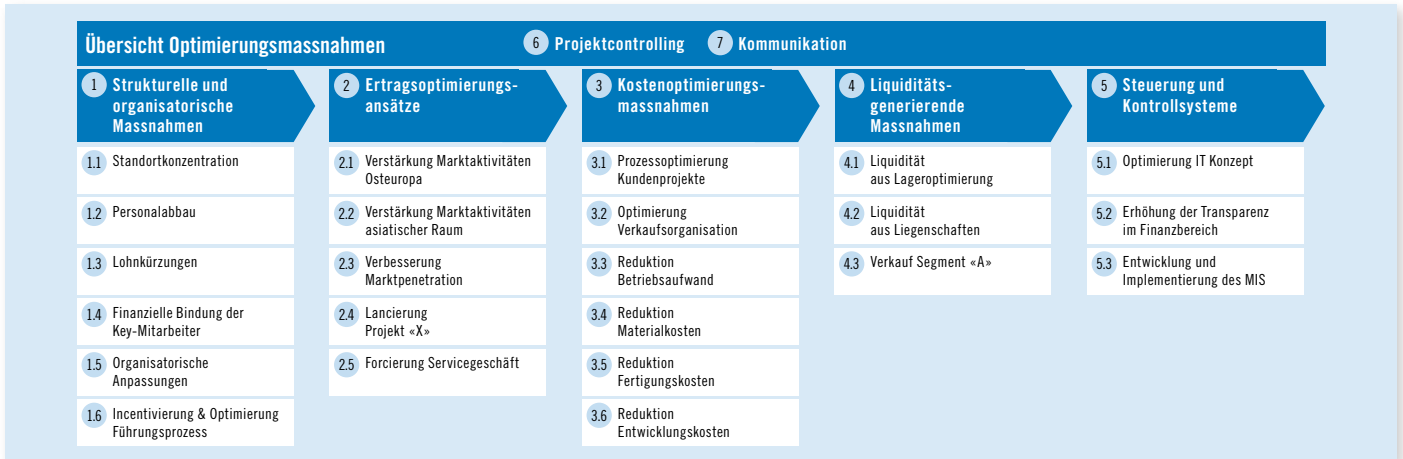 Übersicht Optimierungsmassnahmen
6 Projektcontrolling
7 Kommunikation
1 Strukturelle und
organisatorische
Massnahmen
1.1 Standortkonzentration
1.2 Personalabbau
1.3 Lohnkürzungen
1.4 Finanzielle Bindung der
Key-Mitarbeiter
1.5 Organisatorische
Anpassungen
1.6 Incentivierung & Optimierung
Führungsprozess
2 Ertragsoptimierungs-
ansätze
2.1 Verstärkung Marktaktivitäten
Osteuropa
2.2 Verstärkung Marktaktivitäten
asiatischer Raum
2.3 Verbesserung
Marktpenetration
2.4 Lancierung
Projekt «X»
2.5 Forcierung Servicegeschäft
3 Kostenoptimierungs-
massnahmen
3.1 Prozessoptimierung
Kundenprojekte
3.2 Optimierung
Verkaufsorganisation
3.3 Reduktion
Betriebsaufwand
3.4 Reduktion
Materialkosten
3.5 Reduktion
Fertigungskosten
3.6 Reduktion
Entwicklungskosten
4 Liquiditäts-
generierende
Massnahmen
4.1 Liquidität
aus Lageroptimierung
4.2 Liquidität
aus Liegenschaften
4.3 Verkauf Segment «A»
5 Steuerung und
Kontrollsysteme
5.1 Optimierung IT Konzept
5.2 Erhöhung der Transparenz
im Finanzbereich
5.3 Entwicklung und
Implementierung des MIS